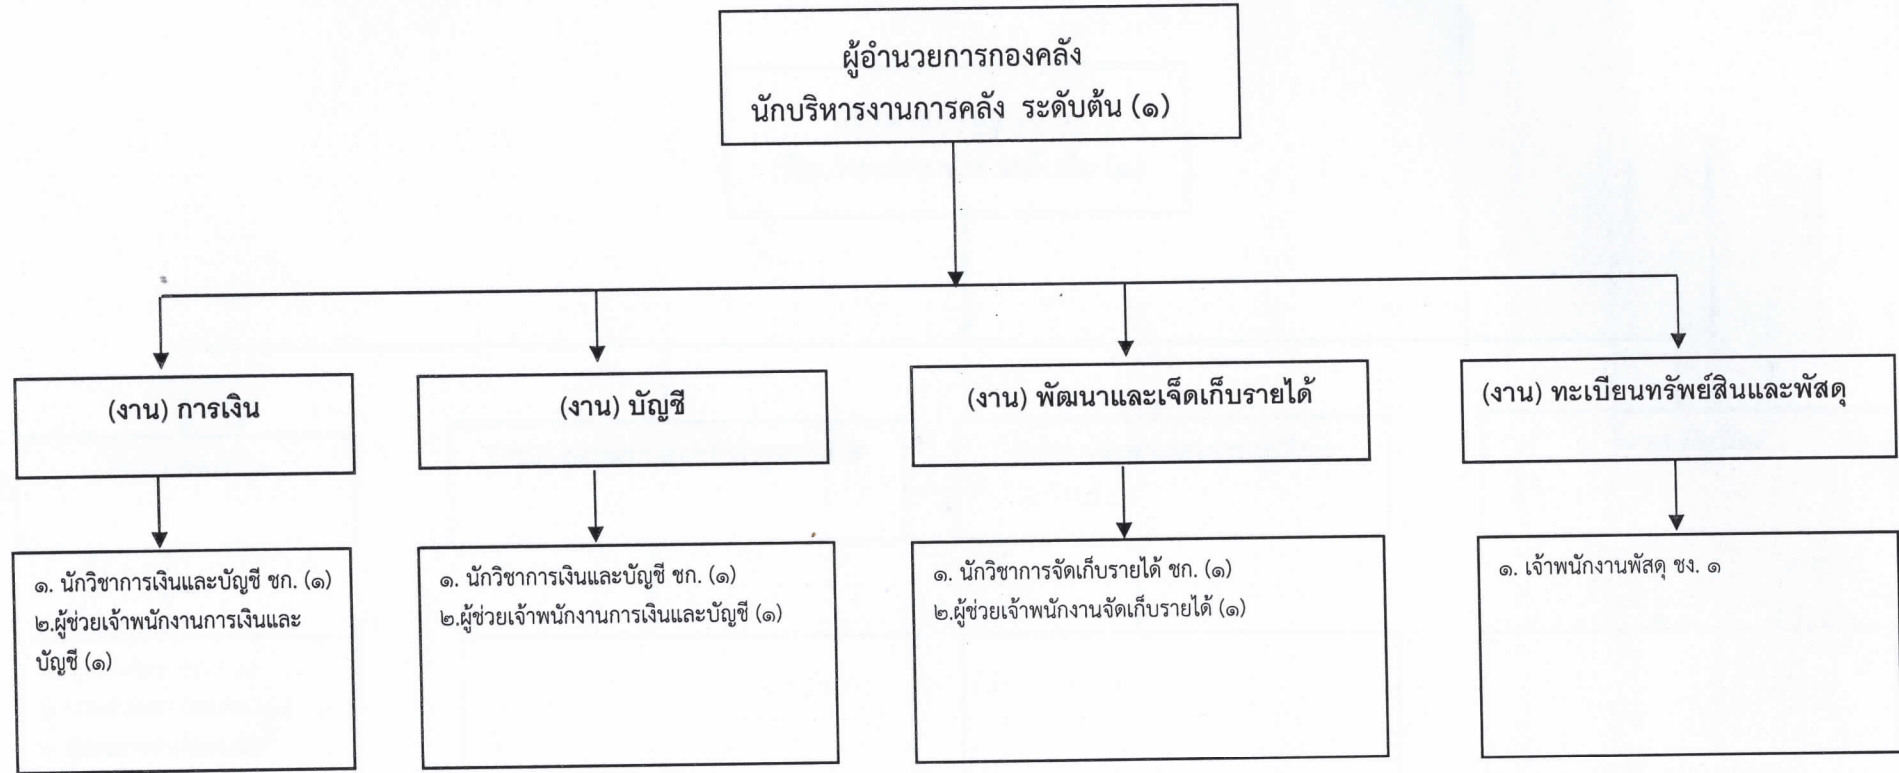 ผู้อำนวยการกองคลัง
นักบริหารงานการคลัง ระดับต้น (๑)
(งาน) การเงิน
(งาน) บัญชี
(งาน) พัฒนาและเจ็ดเก็บรายได้
(งาน) ทะเบียนทรัพย์สินและพัสดุ
๑. นักวิชาการเงินและบัญชี ชก. (๑)
๒.ผู้ช่วยเจ้าพนักงานการเงินและ
บัญชี (๑)
๑. นักวิชาการเงินและบัญชี ชก. (๑)
๒.ผู้ช่วยเจ้าพนักงานการเงินและบัญชี (๑)
๑. นักวิชาการจัดเก็บรายได้ ชก. (๑)
๒.ผู้ช่วยเจ้าพนักงานจัดเก็บรายได้ (๑)
๑. เจ้าพนักงานพัสดุ ชง. ๑